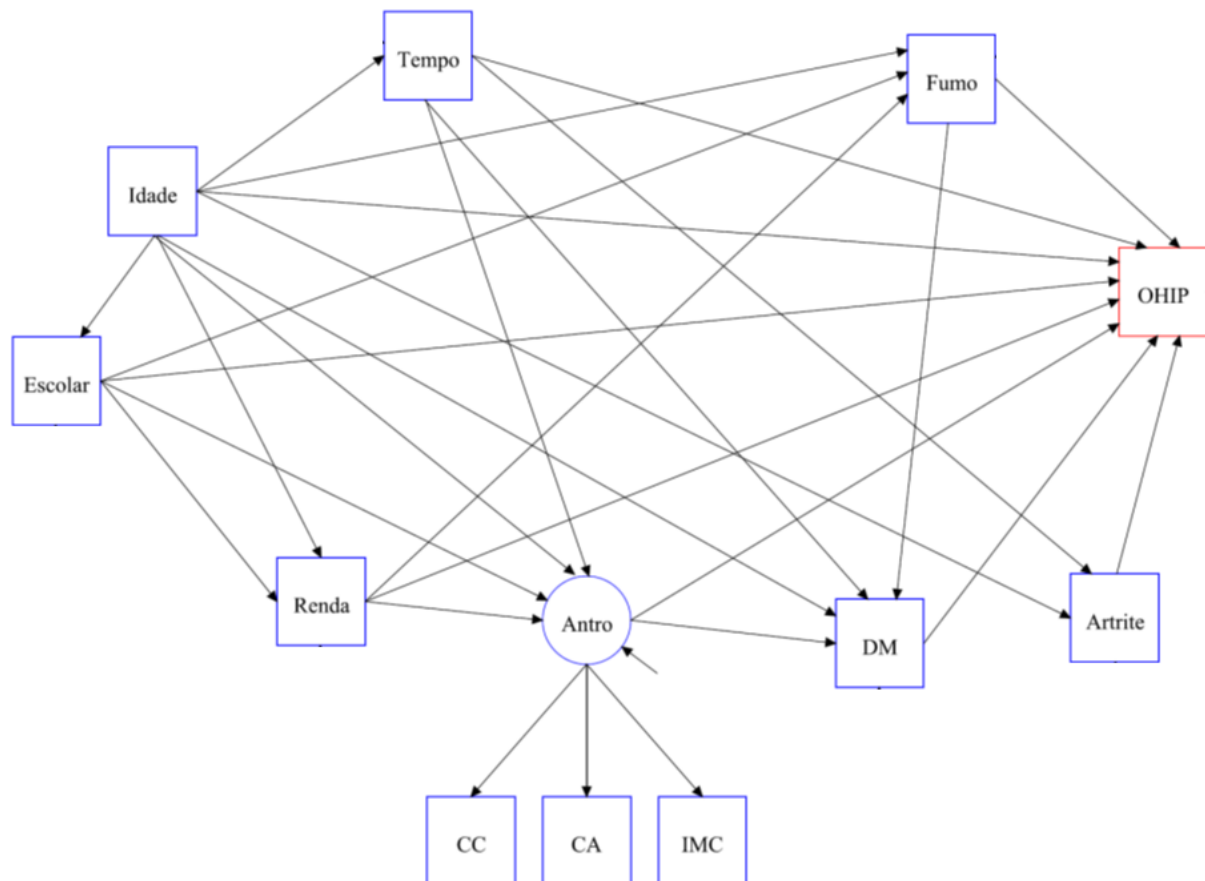 Tempo
Fumo
Idade
OHIP
Escolar
Renda
Antro
DM
Artrite
CC
CA
IMC